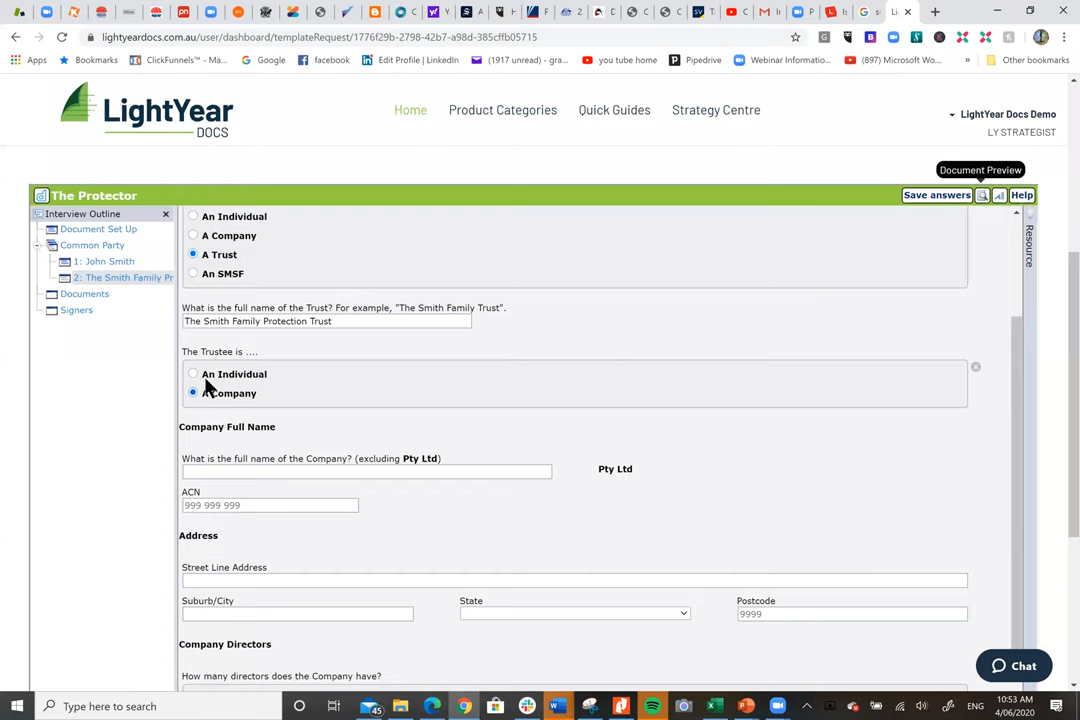 lightyeardocs.com.au/user/dashboard/templateRequest/1776f29b-2798-42b7-a98d-385cffb05715
Apps Bookmarks ClickFunnels™ - Ma... Google facebook Edit Profile | LinkedIn (1917 unread) - gra... you tube home Pipedrive Webinar Informatio... (897) Microsoft Wo... » Other bookmarks
LightYear
DOCS
Home Product Categories Quick Guides Strategy Centre
LightYear Docs Demo
LY STRATEGIST
Document Preview
The Protector
Save answers Help
Interview Outline
Document Set Up
Common Party
1: John Smith
2: The Smith Family Pr
Documents
Signers
Resource
An Individual
A Company
A Trust
An SMSF
What is the full name of the Trust? For example, "The Smith Family Trust".
The Smith Family Protection Trust
The Trustee is ....
An Individual
A Company
Company Full Name
What is the full name of the Company? (excluding Pty Ltd)
Pty Ltd
ACN
999 999 999
Address
Street Line Address
Suburb/City State Postcode
9999
Company Directors
How many directors does the Company have?
Chat
Type here to search
45
ENG
10:53 AM
4/06/2020